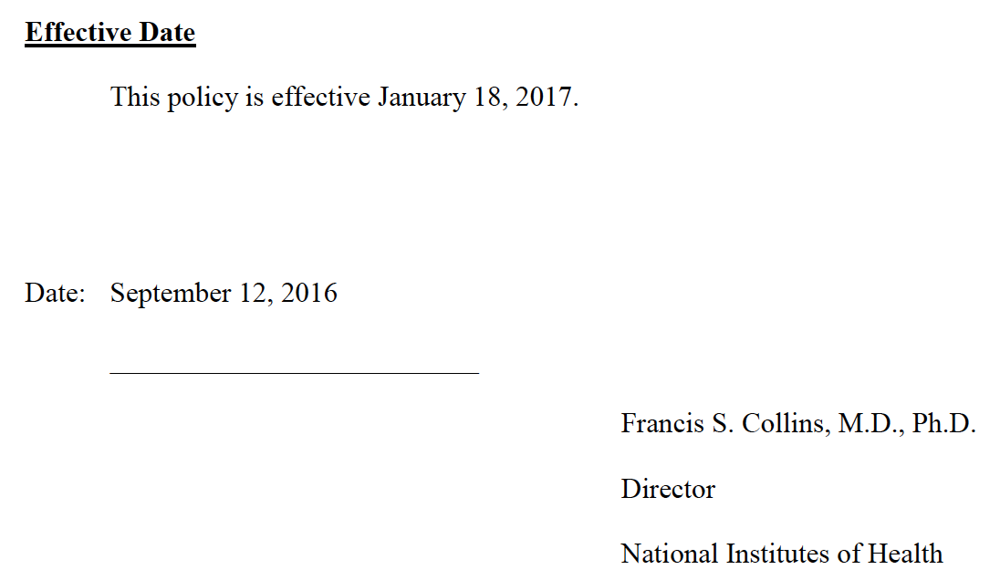 Effective Date
This policy is effective January 18, 2017.
Date: September 12, 2016
Francis S. Collins, M.D., Ph.D.
Director
National Institutes of Health